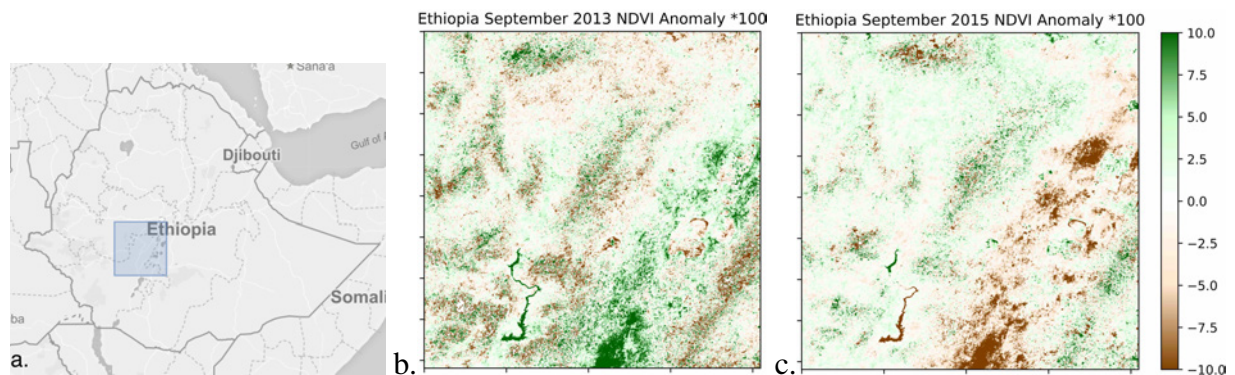 Sana'a
Djibouti
Gulf of A
Ethiopia
Somali
ba
a.
b.
Ethiopia September 2013 NDVI Anomaly *100
c.
Ethiopia September 2015 NDVI Anomaly *100
10.0
7.5
5.0
2.5
0.0
−2.5
−5.0
−7.5
−10.0